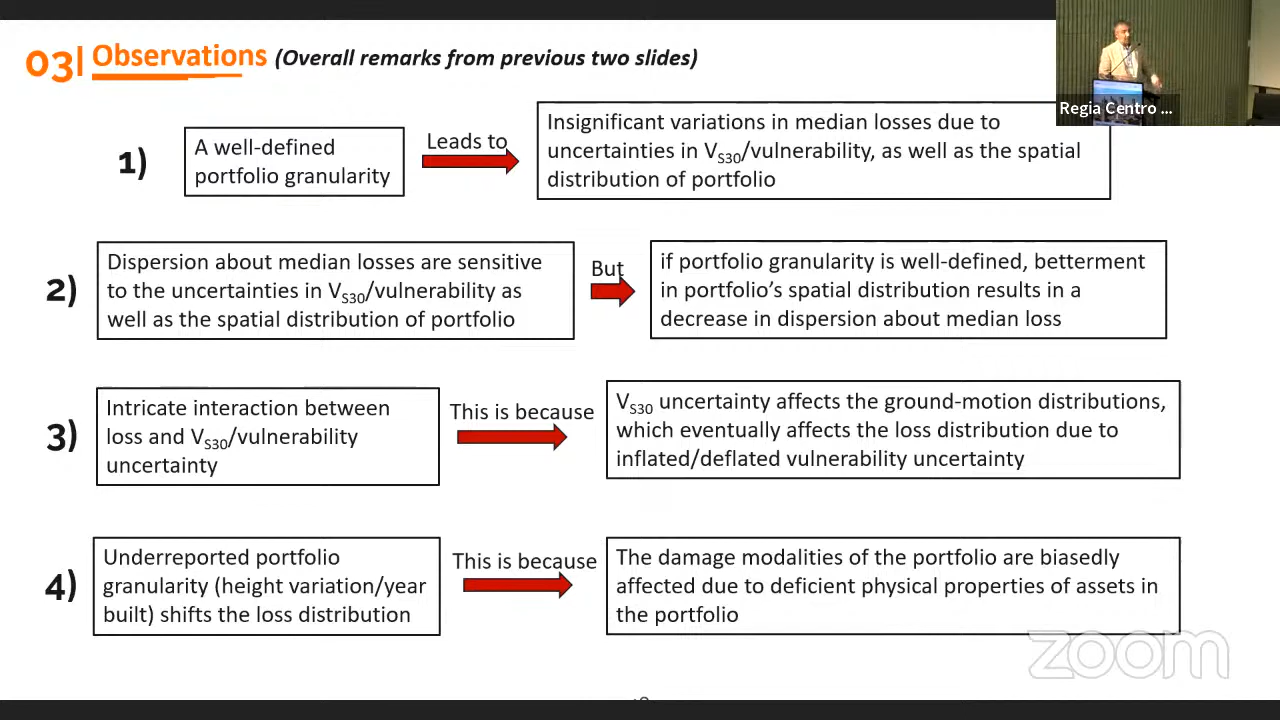 03| Observations (Overall remarks from previous two slides)
Regia Centro ...
1)
A well-defined
portfolio granularity
Leads to
Insignificant variations in median losses due to
uncertainties in VS30/vulnerability, as well as the spatial
distribution of portfolio
2)
Dispersion about median losses are sensitive
to the uncertainties in VS30/vulnerability as
well as the spatial distribution of portfolio
But
if portfolio granularity is well-defined, betterment
in portfolio's spatial distribution results in a
decrease in dispersion about median loss
3)
Intricate interaction between
loss and VS30/vulnerability
uncertainty
This is because
VS30 uncertainty affects the ground-motion distributions,
which eventually affects the loss distribution due to
inflated/deflated vulnerability uncertainty
4)
Underreported portfolio
granularity (height variation/year
built) shifts the loss distribution
This is because
The damage modalities of the portfolio are biasedly
affected due to deficient physical properties of assets in
the portfolio
zoom